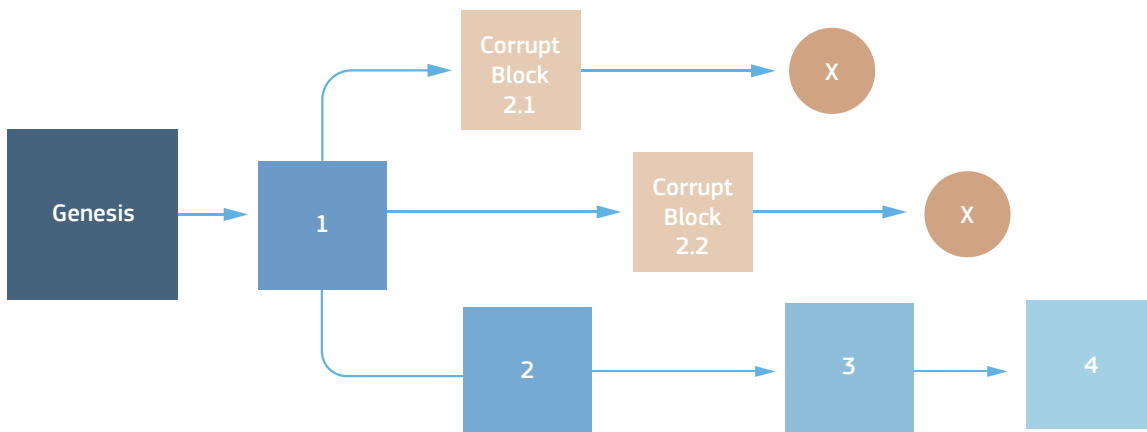 Corrupt
Block
2.1
X
Genesis
1
Corrupt
Block
2.2
X
2
3
4